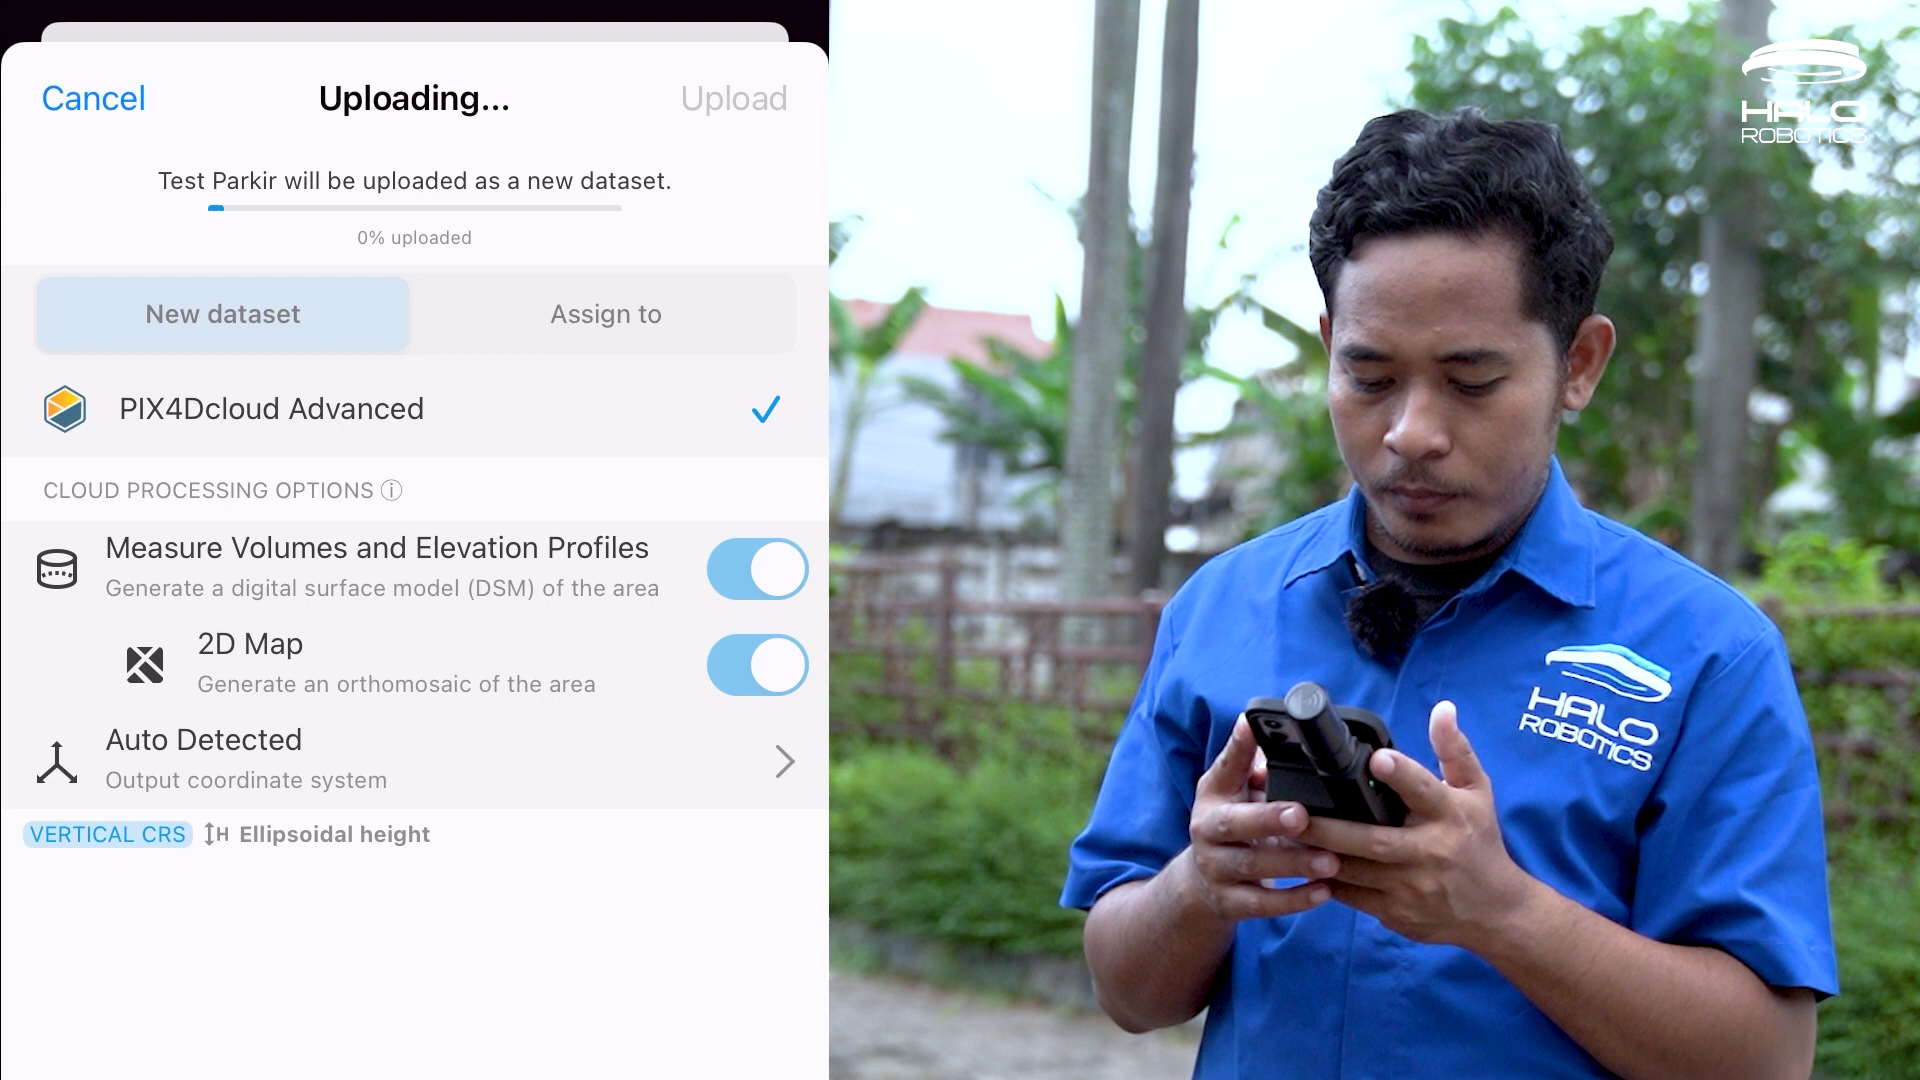 Cancel
Uploading...
Upload
Test Parkir will be uploaded as a new dataset.
0% uploaded
New dataset
Assign to
PIX4Dcloud Advanced
CLOUD PROCESSING OPTIONS
Measure Volumes and Elevation Profiles
Generate a digital surface model (DSM) of the area
2D Map
Generate an orthomosaic of the area
Auto Detected
Output coordinate system
VERTICAL CRS
H Ellipsoidal height
HALO
ROBOTICS
HALO
ROBOTICS